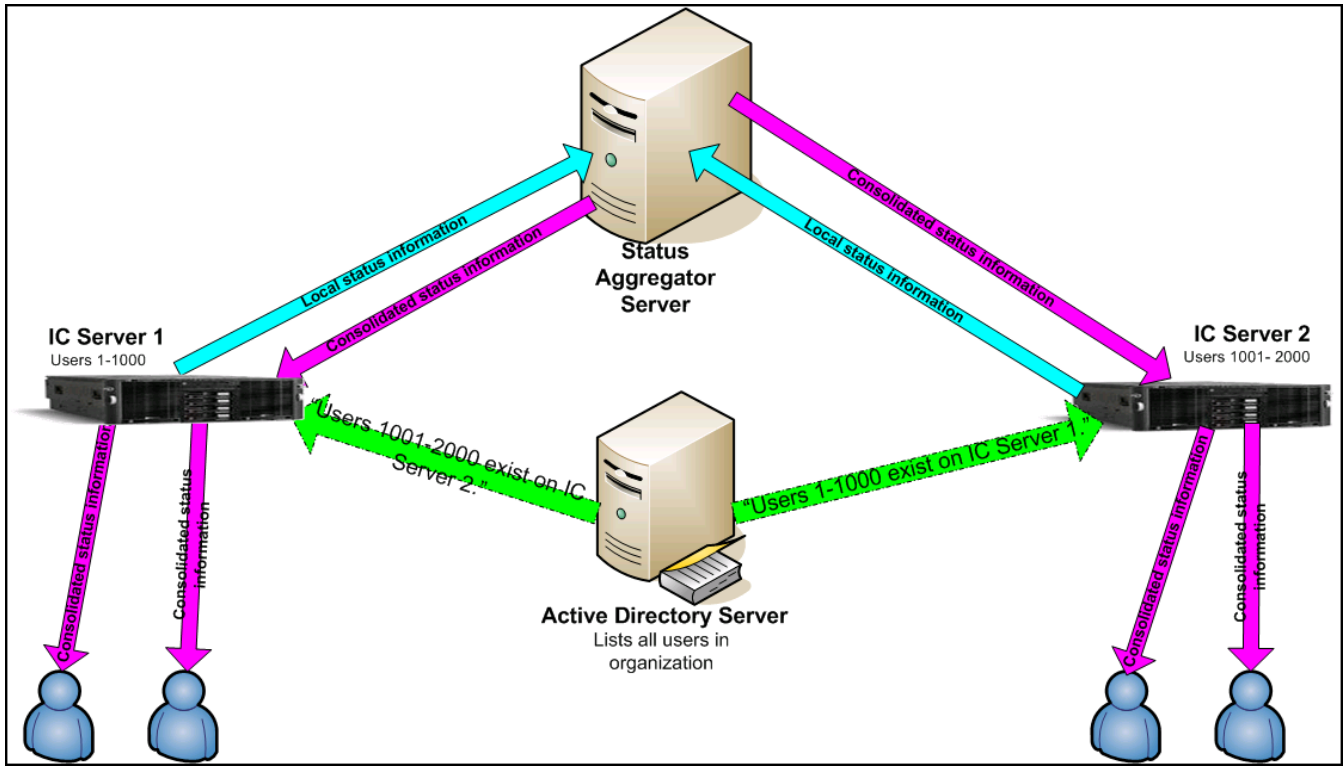 Status
Aggregator
Server
Local status information
Consolidated status information
Local status information
Consolidated status information
IC Server 1
Users 1-1000
IC Server 2
Users 1001- 2000
“Users 1001-2000 exist on IC
Server 2.”
“Users 1-1000 exist on IC Server 1.”
Active Directory Server
Lists all users in
organization
Consolidated status information
Consolidated status
information
Consolidated status information
Consolidated status
information